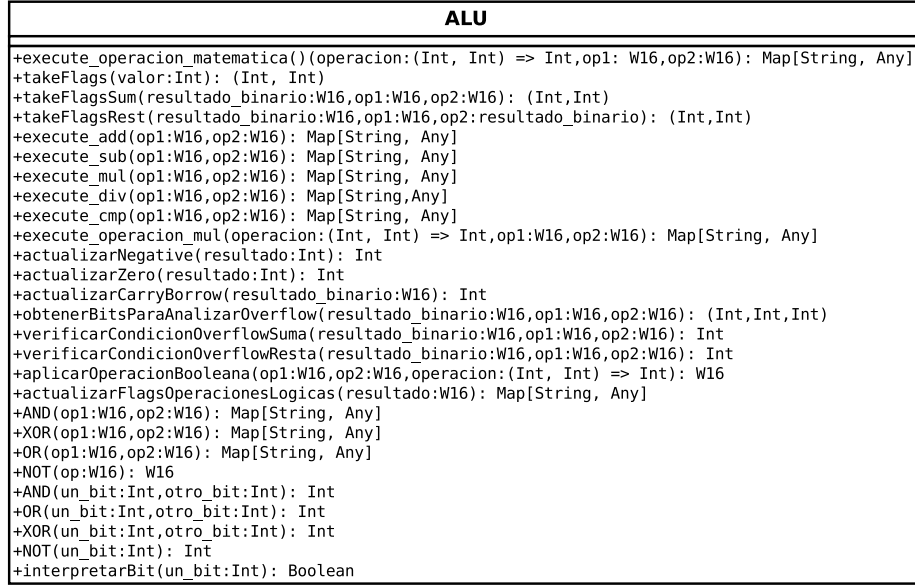 ALU
+execute_operacion_matematica()(operacion:(Int, Int) => Int,op1: W16,op2:W16): Map[String, Any]
+takeFlags(valor:Int): (Int, Int)
+takeFlagsSum(resultado_binario:W16,op1:W16,op2:W16): (Int,Int)
+takeFlagsRest(resultado_binario:W16,op1:W16,op2:resultado_binario): (Int,Int)
+execute_add(op1:W16,op2:W16): Map[String, Any]
+execute_sub(op1:W16,op2:W16): Map[String, Any]
+execute_mul(op1:W16,op2:W16): Map[String, Any]
+execute_div(op1:W16,op2:W16): Map[String,Any]
+execute_cmp(op1:W16,op2:W16): Map[String, Any]
+execute_operacion_mul(operacion:(Int, Int) => Int,op1:W16,op2:W16): Map[String, Any]
+actualizarNegative(resultado:Int): Int
+actualizarZero(resultado:Int): Int
+actualizarCarryBorrow(resultado_binario:W16): Int
+obtenerBitsParaAnalizarOverflow(resultado_binario:W16,op1:W16,op2:W16): (Int,Int,Int)
+verificarCondicionOverflowSuma(resultado_binario:W16,op1:W16,op2:W16): Int
+verificarCondicionOverflowResta(resultado_binario:W16,op1:W16,op2:W16): Int
+aplicarOperacionBooleana(op1:W16,op2:W16,operacion:(Int, Int) => Int): W16
+actualizarFlagsOperacionesLogicas(resultado:W16): Map[String, Any]
+AND(op1:W16,op2:W16): Map[String, Any]
+XOR(op1:W16,op2:W16): Map[String, Any]
+OR(op1:W16,op2:W16): Map[String, Any]
+NOT(op:W16): W16
+AND(un_bit:Int,otro_bit:Int): Int
+OR(un_bit:Int,otro_bit:Int): Int
+XOR(un_bit:Int,otro_bit:Int): Int
+NOT(un_bit:Int): Int
+interpretarBit(un_bit:Int): Boolean